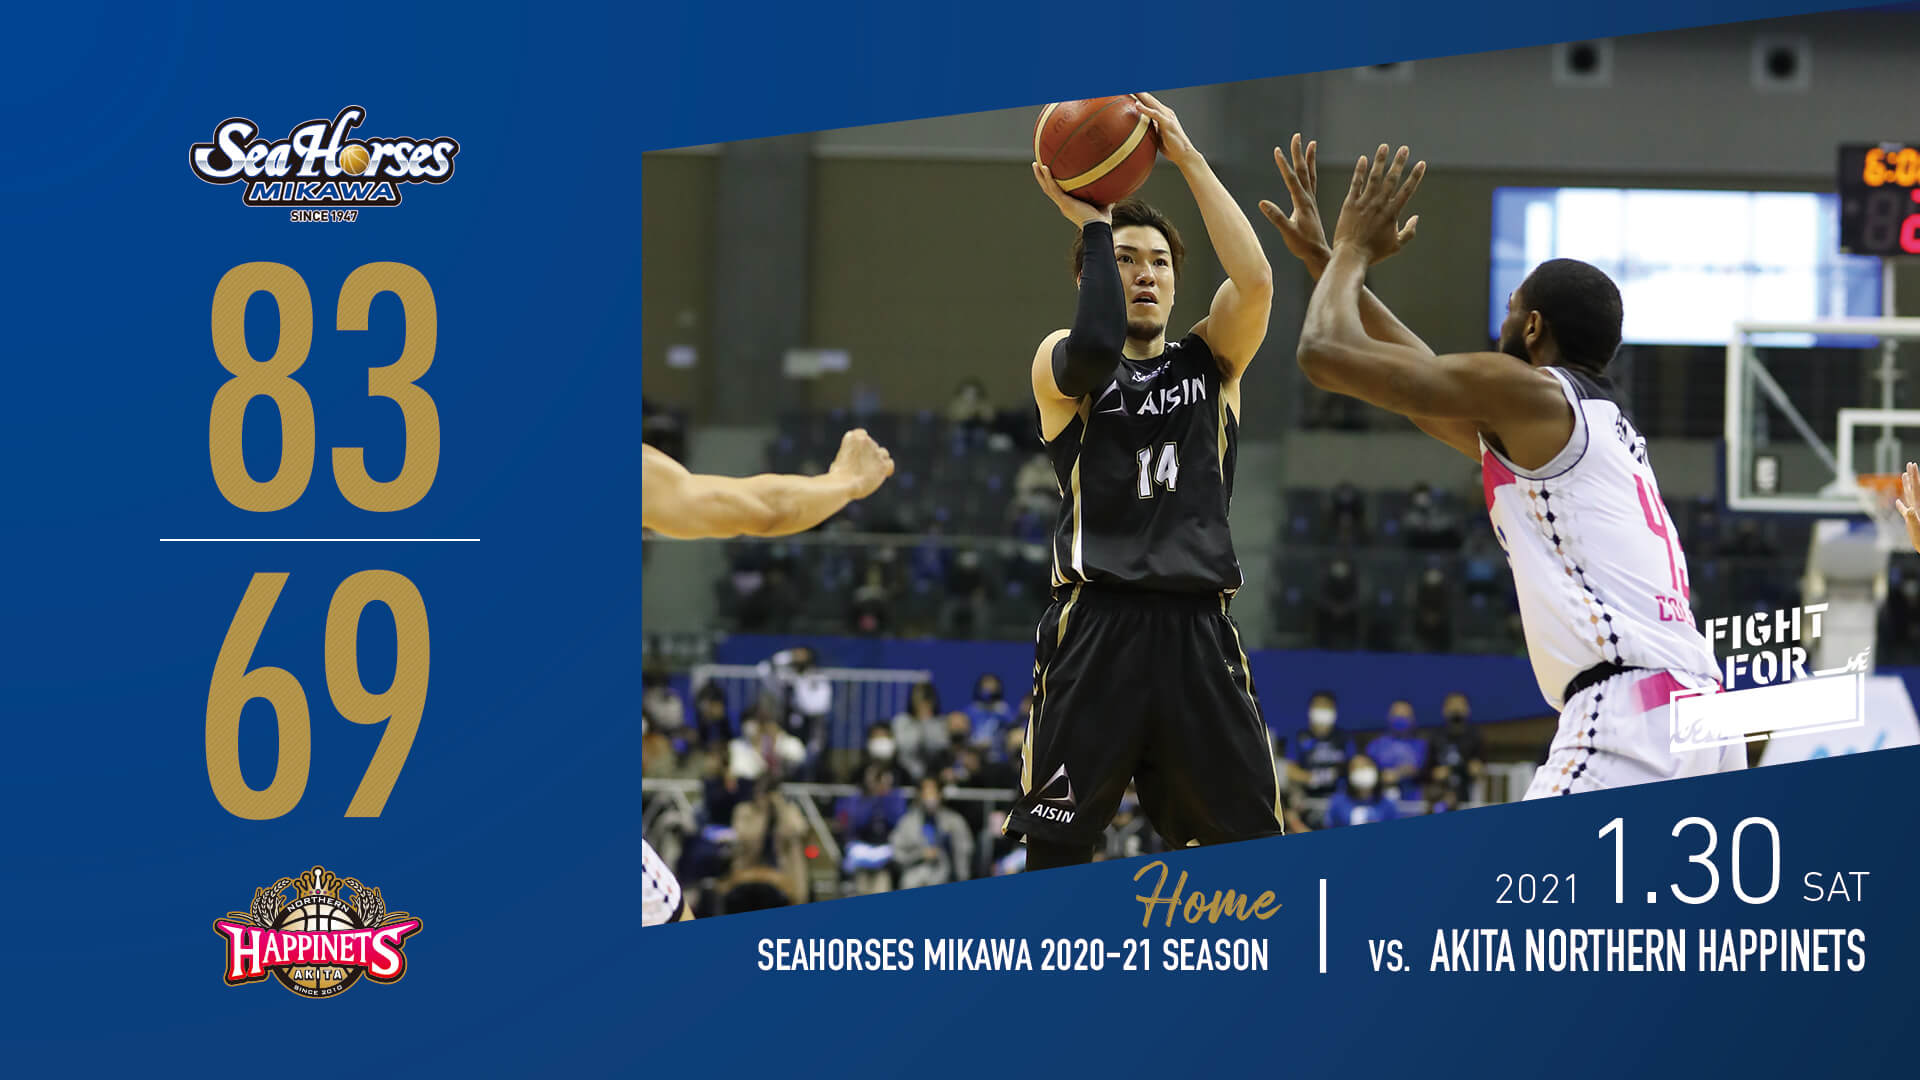 SeaHorses
MIKAWA
SINCE 1947
83
69
NORTHERN
HAPPINETS
AKITA
SINCE 2010
AISIN
14
AISIN
FIGHT
FOR
Home
SEAHORSES MIKAWA 2020-21 SEASON
2021 1.30 SAT
VS. AKITA NORTHERN HAPPINETS